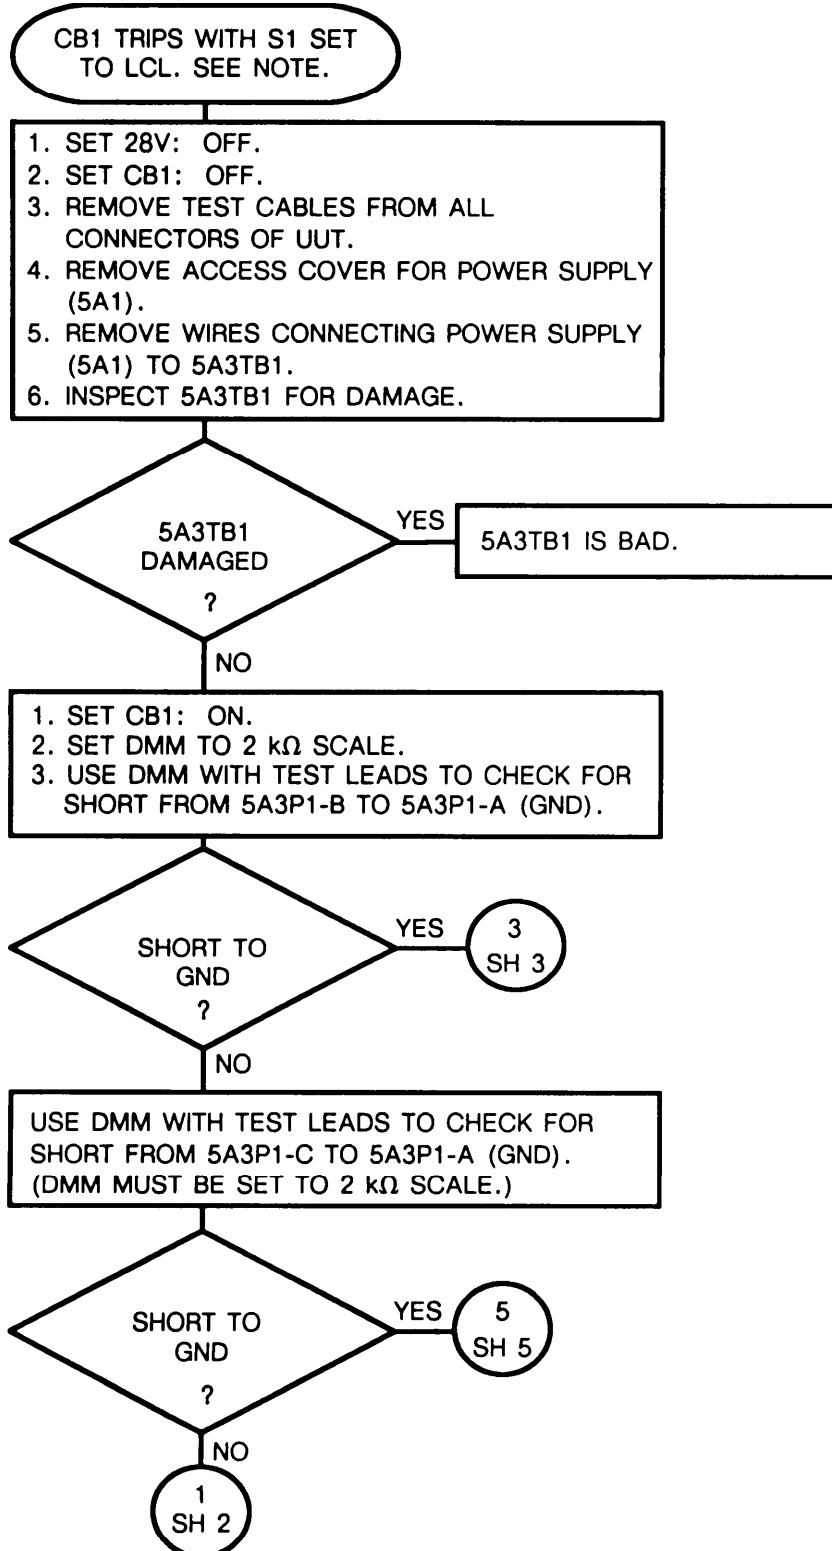 CB1 TRIPS WITH S1 SET
TO LCL. SEE NOTE.
1. SET 28V: OFF.
2. SET CB1: OFF.
3. REMOVE TEST CABLES FROM ALL
CONNECTORS OF UUT.
4. REMOVE ACCESS COVER FOR POWER SUPPLY
(5A1).
5. REMOVE WIRES CONNECTING POWER SUPPLY
(5A1) TO 5A3TB1.
6. INSPECT 5A3TB1 FOR DAMAGE.
5A3TB1
DAMAGED
?
YES
5A3TB1 IS BAD.
NO
1. SET CB1: ON.
2. SET DMM TO 2 kΩ SCALE.
3. USE DMM WITH TEST LEADS TO CHECK FOR
SHORT FROM 5A3P1-B TO 5A3P1-A (GND).
SHORT TO
GND
?
YES
3
SH 3
NO
USE DMM WITH TEST LEADS TO CHECK FOR
SHORT FROM 5A3P1-C TO 5A3P1-A (GND).
(DMM MUST BE SET TO 2 kΩ SCALE.)
SHORT TO
GND
?
YES
5
SH 5
NO
1
SH 2